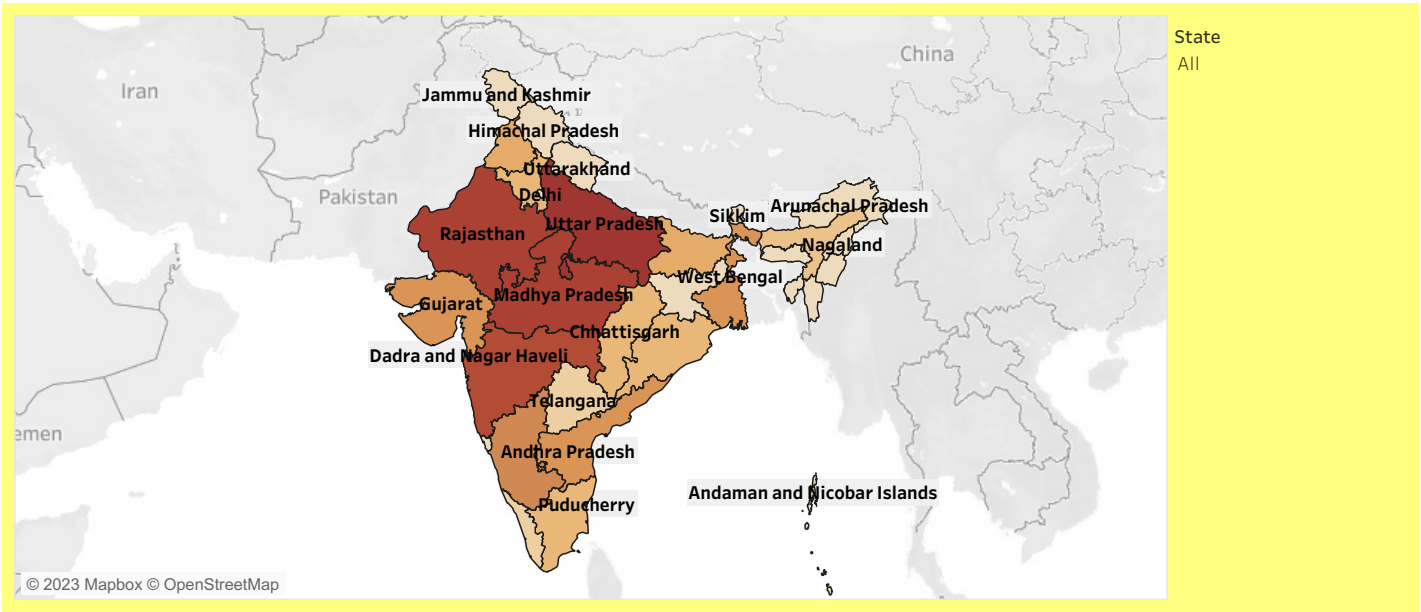 State
All
China
Iran
Jammu and Kashmir
Himachal Pradesh
Uttarakhand
Pakistan
Delhi
Arunachal Pradesh
Sikkim
Uttar Pradesh
Rajasthan
Nagaland
West Bengal
Madhya Pradesh
Gujarat
Chhattisgarh
Dadra and Nagar Haveli
Telangana
emen
Andhra Pradesh
Andaman and Nicobar Islands
Puducherry
© 2023 Mapbox © OpenStreetMap